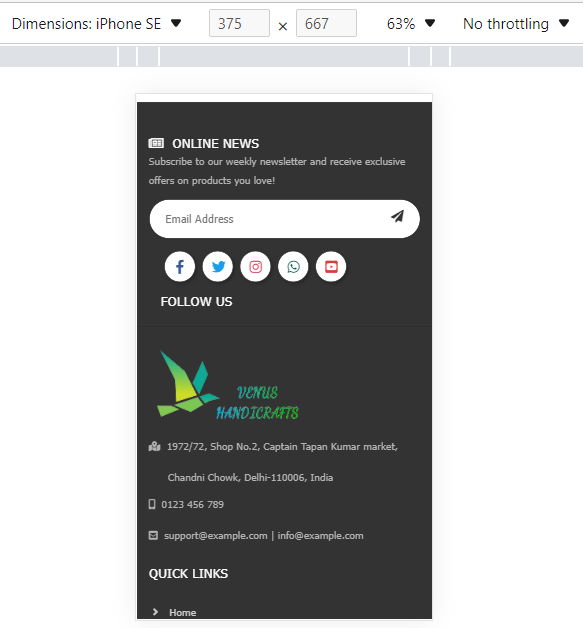 Dimensions: iPhone SE 375 × 667 63% No throttling
ONLINE NEWS
Subscribe to our weekly newsletter and receive exclusive
offers on products you love!
Email Address
FOLLOW US
VENUS
HANDICRAFTS
1972/72, Shop No.2, Captain Tapan Kumar market,
Chandni Chowk, Delhi-110006, India
0123 456 789
support@example.com | info@example.com
QUICK LINKS
Home